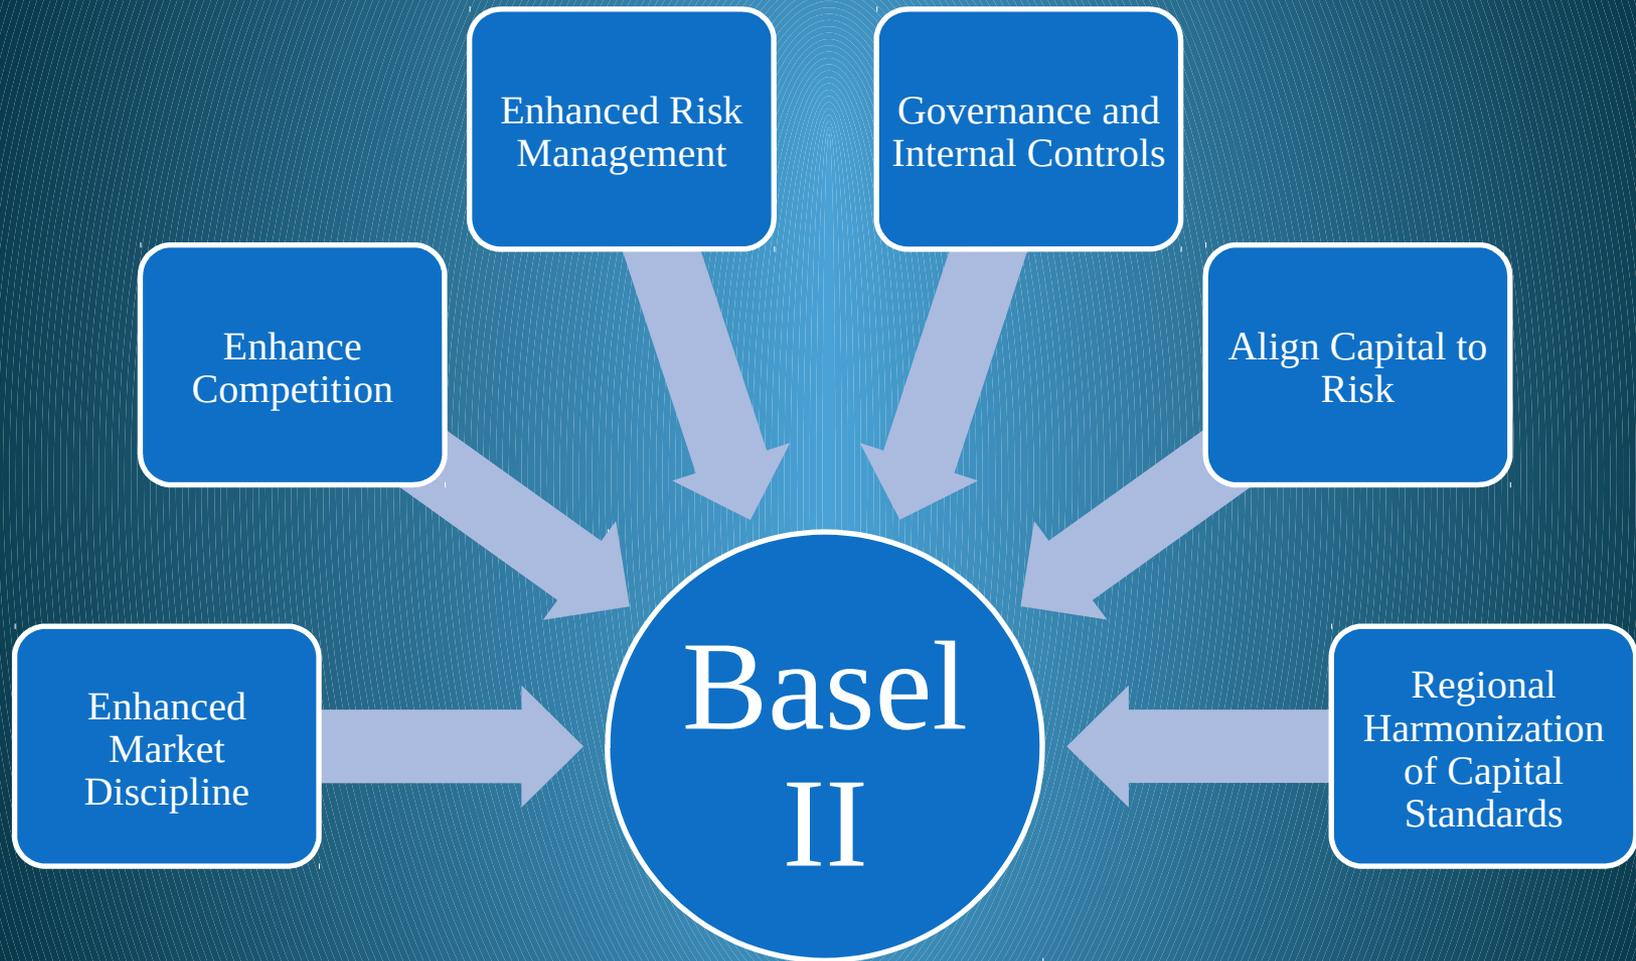 Enhanced Risk
Management
Governance and
Internal Controls
Enhance
Competition
Align Capital to
Risk
Enhanced
Market
Discipline
Basel
II
Regional
Harmonization
of Capital
Standards